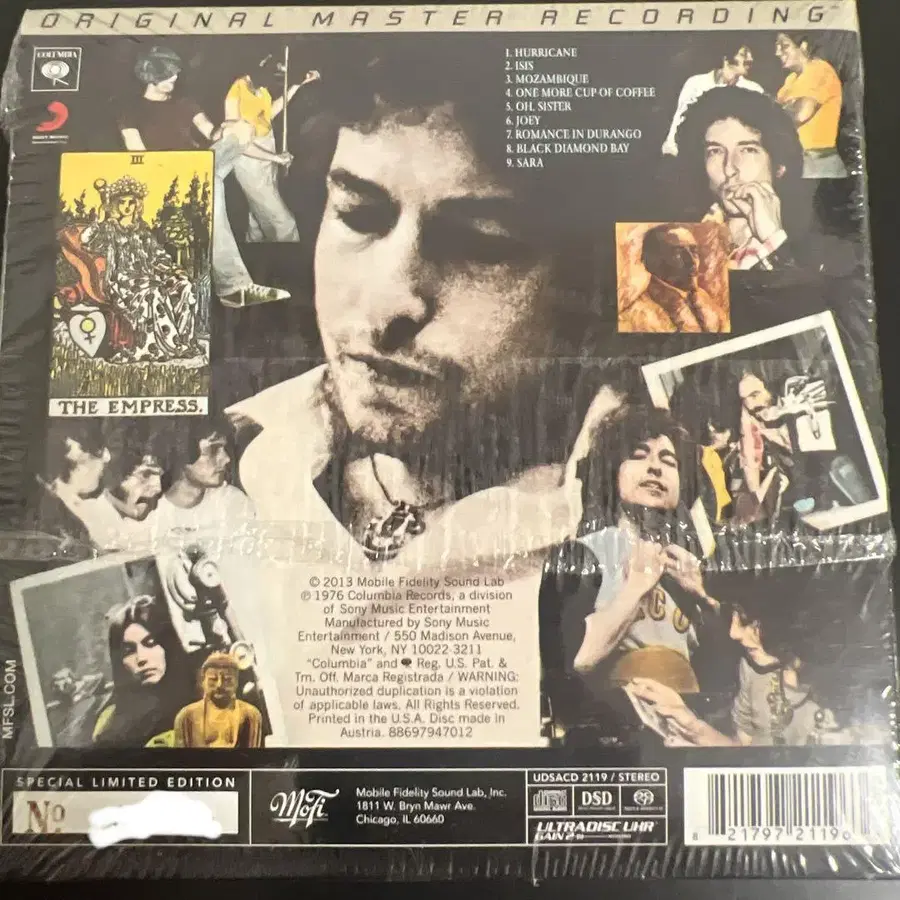 ORIGINAL MASTER RECORDING™
COLUMBIA
1. HURRICANE
2. ISIS
3. MOZAMBIQUE
4. ONE MORE CUP OF COFFEE
5. OH, SISTER
6. JOEY
7. ROMANCE IN DURANGO
8. BLACK DIAMOND BAY
9. SARA
III
THE EMPRESS.
© 2013 Mobile Fidelity Sound Lab
℗ 1976 Columbia Records, a division
of Sony Music Entertainment
Manufactured by Sony Music
Entertainment / 550 Madison Avenue,
New York, NY 10022-3211
"Columbia" and Reg. U.S. Pat. &
Tm. Off. Marca Registrada / WARNING:
Unauthorized duplication is a violation
of applicable laws. All Rights Reserved.
Printed in the U.S.A. Disc made in
Austria. 88697947012
MFSL.COM
SPECIAL LIMITED EDITION
Nº
MoFi
Mobile Fidelity Sound Lab, Inc.
1811 W. Bryn Mawr Ave.
Chicago, IL 60660
UDSACD 2119 / STEREO
DSD
ULTRADISC UHR™
GAIN 2
8 21797 21196